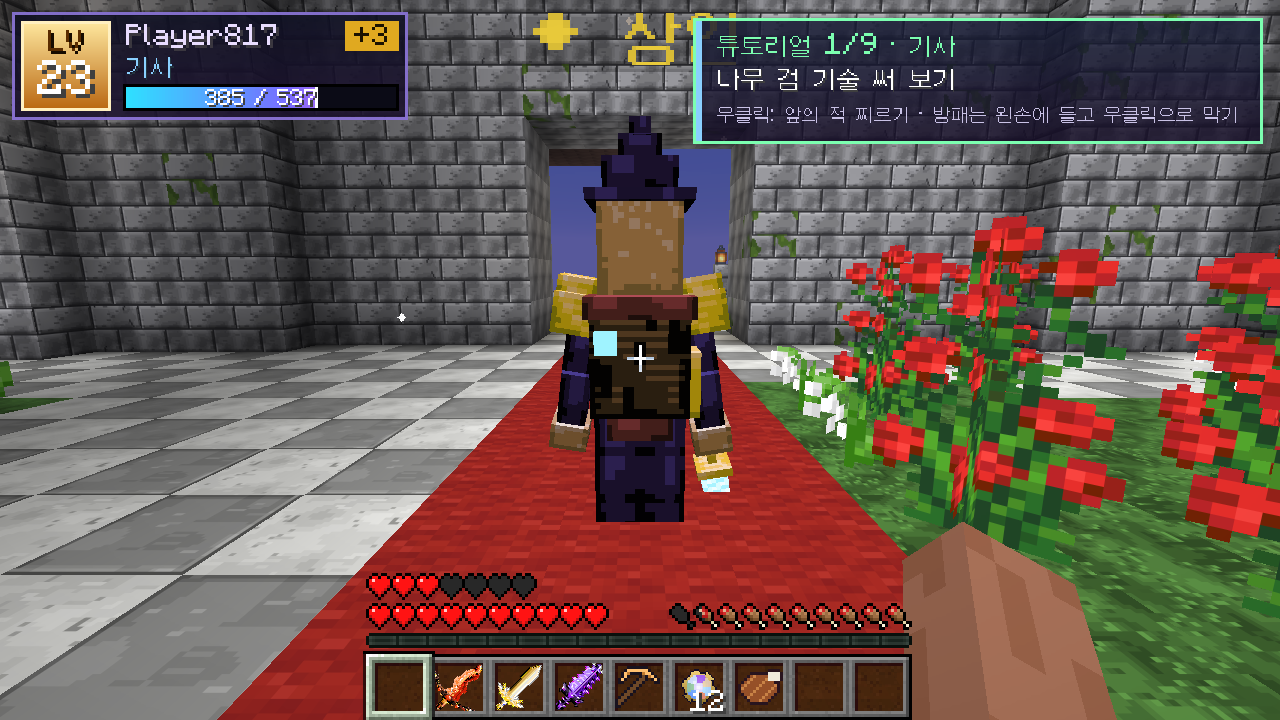 LV
23
Player817
+3
기사
385 / 537
튜토리얼 1/9 · 기사
나무 검 기술 써 보기
우클릭: 앞의 적 찌르기 · 방패는 왼손에 들고 우클릭으로 막기
12